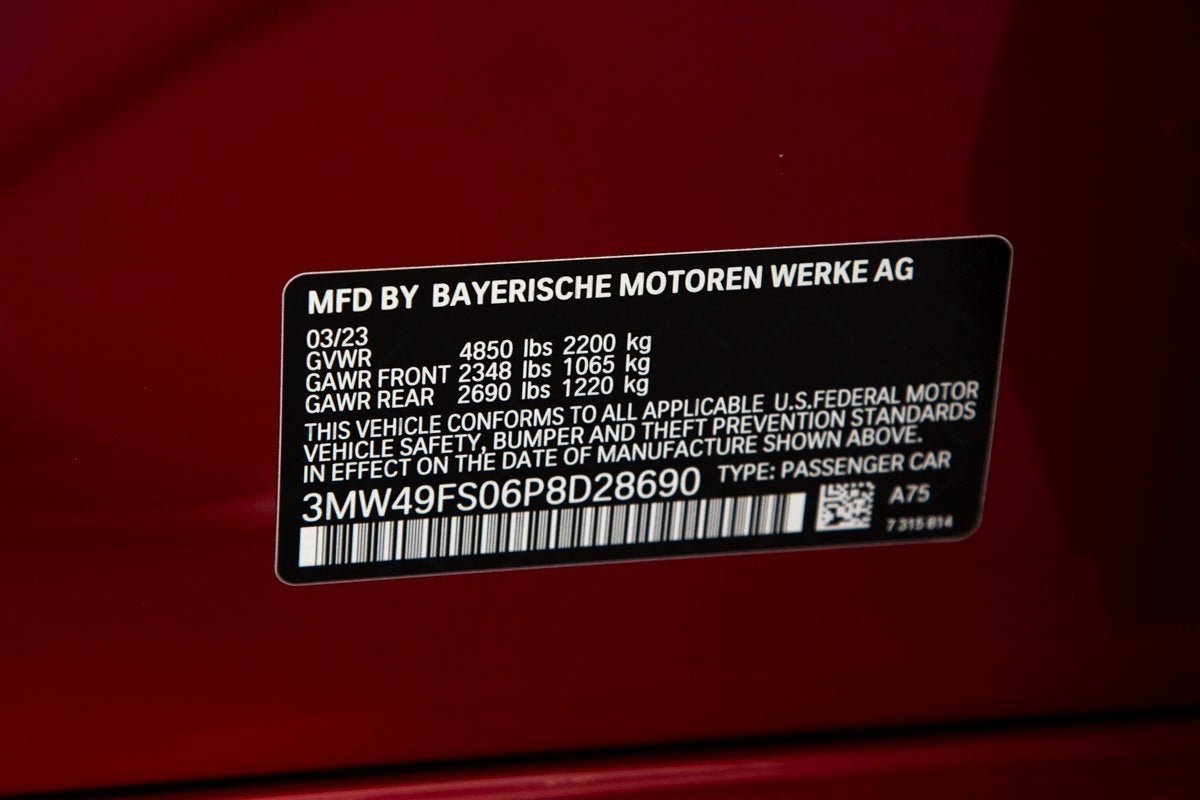 MFD BY BAYERISCHE MOTOREN WERKE AG
03/23
GVWR 4850 lbs 2200 kg
GAWR FRONT 2348 lbs 1065 kg
GAWR REAR 2690 lbs 1220 kg
THIS VEHICLE CONFORMS TO ALL APPLICABLE U.S.FEDERAL MOTOR
VEHICLE SAFETY, BUMPER AND THEFT PREVENTION STANDARDS
IN EFFECT ON THE DATE OF MANUFACTURE SHOWN ABOVE.
3MW49FS06P8D28690 TYPE: PASSENGER CAR
A75
7 315 814